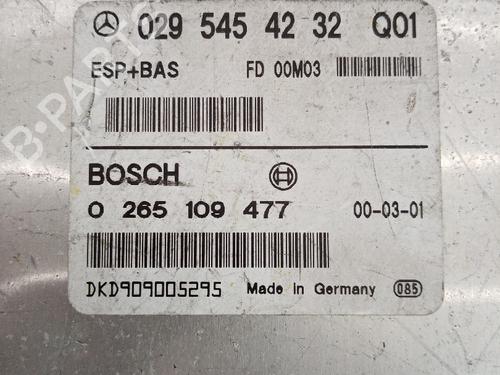 029 545 42 32 Q01
ESP+BAS FD 00M03
BOSCH
0 265 109 477 00-03-01
DKD909005295 Made in Germany 085
B-PARTS